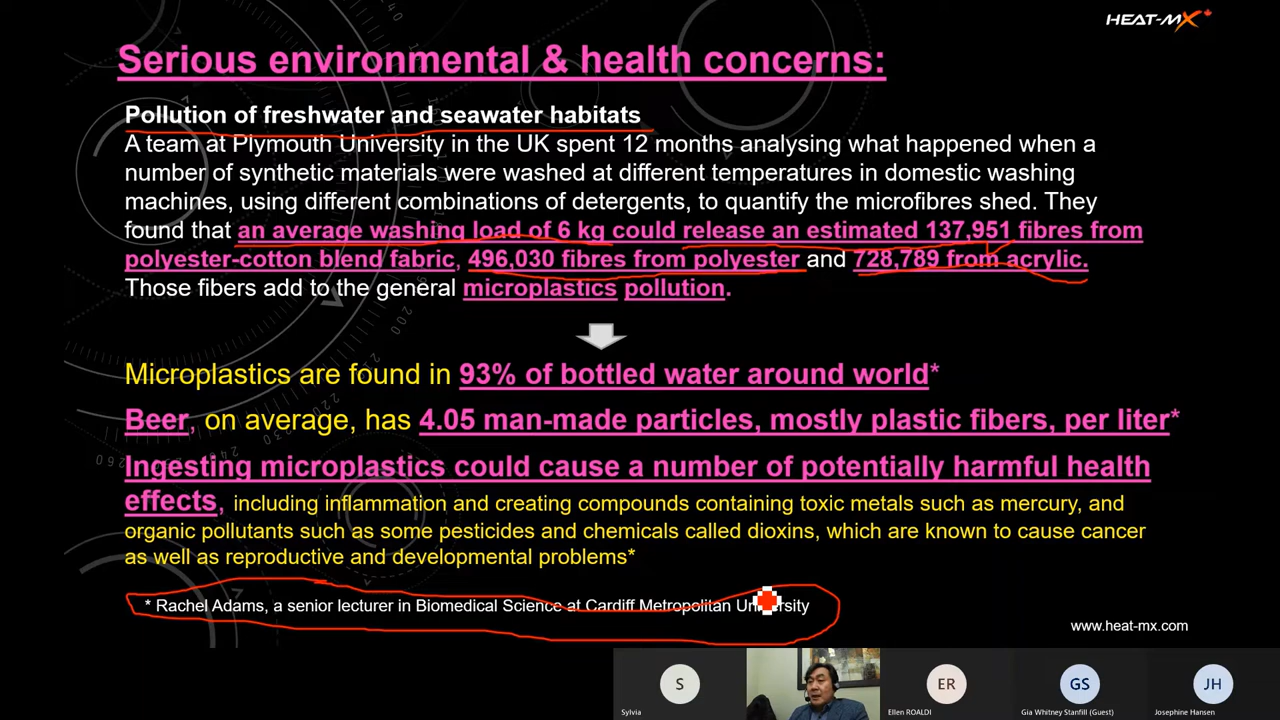 HEAT-MX
Serious environmental & health concerns:
Pollution of freshwater and seawater habitats
A team at Plymouth University in the UK spent 12 months analysing what happened when a
number of synthetic materials were washed at different temperatures in domestic washing
machines, using different combinations of detergents, to quantify the microfibres shed. They
found that an average washing load of 6 kg could release an estimated 137,951 fibres from
polyester-cotton blend fabric, 496,030 fibres from polyester and 728,789 from acrylic.
Those fibers add to the general microplastics pollution.
Microplastics are found in 93% of bottled water around world*
Beer, on average, has 4.05 man-made particles, mostly plastic fibers, per liter*
Ingesting microplastics could cause a number of potentially harmful health
effects, including inflammation and creating compounds containing toxic metals such as mercury, and
organic pollutants such as some pesticides and chemicals called dioxins, which are known to cause cancer
as well as reproductive and developmental problems*
* Rachel Adams, a senior lecturer in Biomedical Science at Cardiff Metropolitan University
www.heat-mx.com
S
ER
GS
JH
Sylvia
Ellen ROALDI
Gia Whitney Stanfill (Guest)
Josephine Hansen